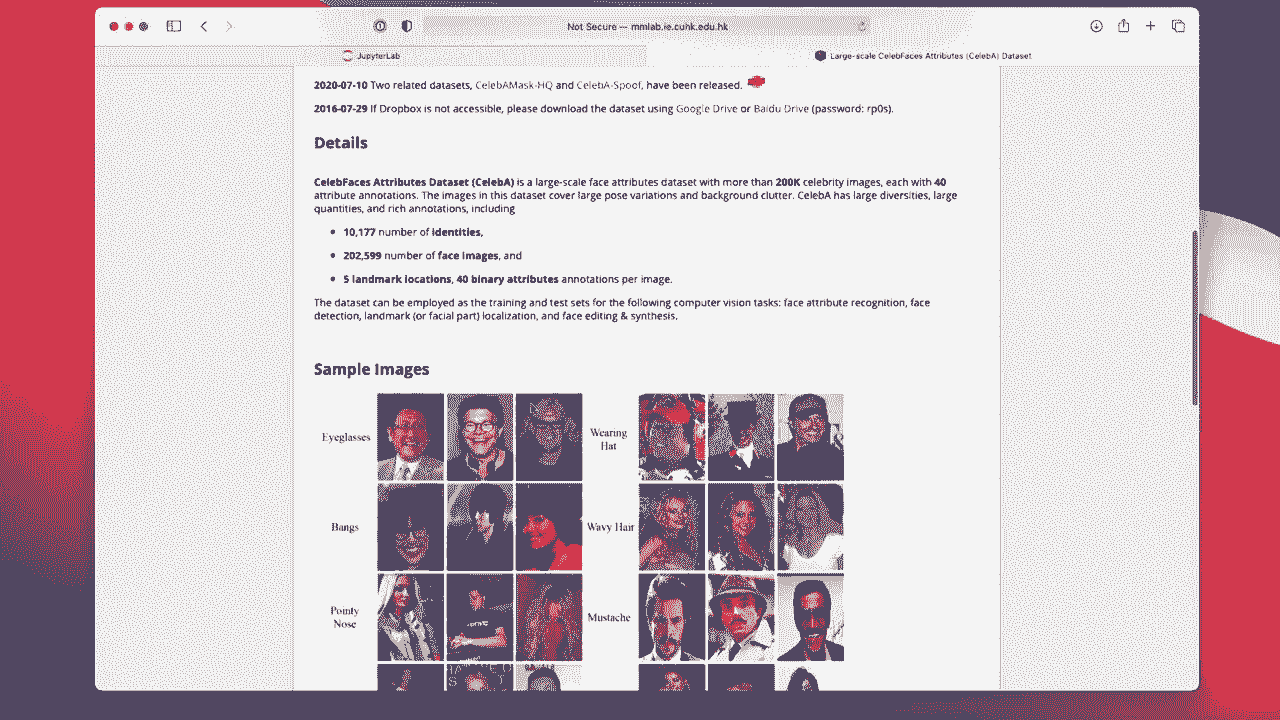 Not Secure — mmlab.ie.cuhk.edu.hk
JupyterLab
Large-scale CelebFaces Attributes (CelebA) Dataset
2020-07-10 Two related datasets, CelebAMask-HQ and CelebA-Spoof, have been released.
2016-07-29 If Dropbox is not accessible, please download the dataset using Google Drive or Baidu Drive (password: rp0s).
Details
CelebFaces Attributes Dataset (CelebA) is a large-scale face attributes dataset with more than 200K celebrity images, each with 40
attribute annotations. The images in this dataset cover large pose variations and background clutter. CelebA has large diversities, large
quantities, and rich annotations, including
10,177 number of identities,
202,599 number of face images, and
5 landmark locations, 40 binary attributes annotations per image.
The dataset can be employed as the training and test sets for the following computer vision tasks: face attribute recognition, face
detection, landmark (or facial part) localization, and face editing & synthesis.
Sample Images
Eyeglasses
Wearing
Hat
Bangs
Wavy Hair
Pointy
Nose
Mustache